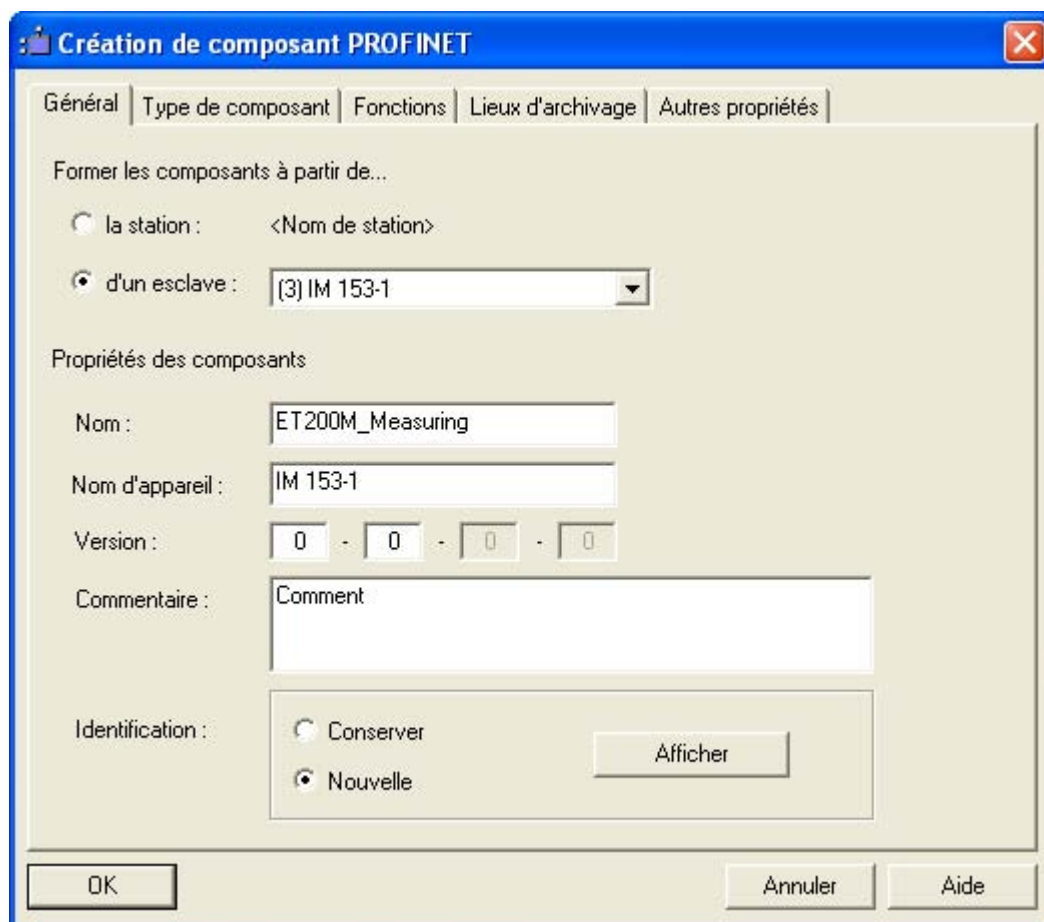 Création de composant PROFINET
Général Type de composant Fonctions Lieux d'archivage Autres propriétés
Former les composants à partir de...
la station : <Nom de station>
d'un esclave : (3) IM 153-1
Propriétés des composants
Nom : ET200M_Measuring
Nom d'appareil : IM 153-1
Version : 0 - 0 - 0 - 0
Commentaire : Comment
Identification : Conserver Afficher
Nouvelle
OK Annuler Aide